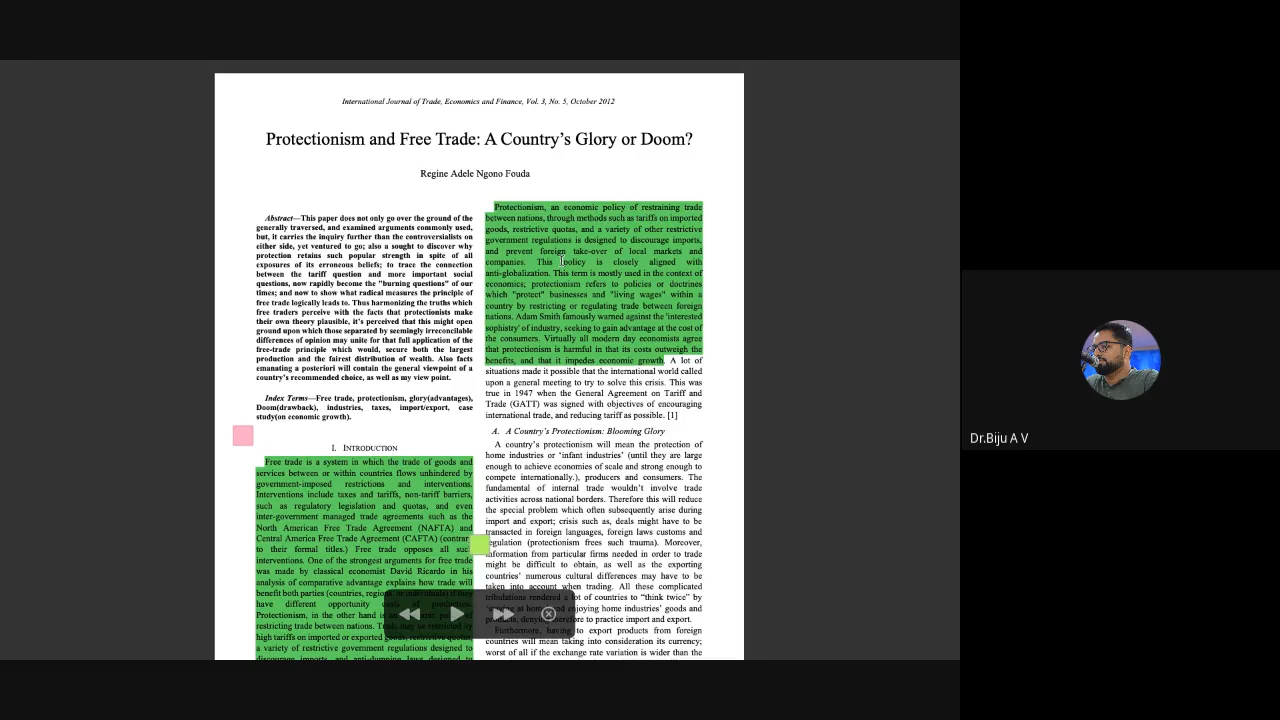 International Journal of Trade, Economics and Finance, Vol. 3, No. 5, October 2012
Protectionism and Free Trade: A Country's Glory or Doom?
Regine Adele Ngono Fouda
Abstract—This paper does not only go over the ground of the
generally traversed, and examined arguments commonly used,
but, it carries the inquiry further than the controversialists on
either side, yet ventured to go; also a sought to discover why
protection retains such popular strength in spite of all
exposures of its erroneous beliefs; to trace the connection
between the tariff question and more important social
questions, now rapidly become the "burning questions" of our
times; and now to show what radical measures the principle of
free trade logically leads to. Thus harmonizing the truths which
free traders perceive with the facts that protectionists make
their own theory plausible, it's perceived that this might open
ground upon which those separated by seemingly irreconcilable
differences of opinion may unite for that full application of the
free-trade principle which would, secure both the largest
production and the fairest distribution of wealth. Also facts
emanating a posteriori will contain the general viewpoint of a
country's recommended choice, as well as my view point.
Index Terms—Free trade, protectionism, glory(advantages),
Doom(drawback), industries, taxes, import/export, case
study(on economic growth).
I. INTRODUCTION
Free trade is a system in which the trade of goods and
services between or within countries flows unhindered by
government-imposed restrictions and interventions.
Interventions include taxes and tariffs, non-tariff barriers,
such as regulatory legislation and quotas, and even
inter-government managed trade agreements such as the
North American Free Trade Agreement (NAFTA) and
Central America Free Trade Agreement (CAFTA) (contrary
to their formal titles.) Free trade opposes all such
interventions. One of the strongest arguments for free trade
was made by classical economist David Ricardo in his
analysis of comparative advantage explains how trade will
benefit both parties (countries, regions, or individuals) if they
have different opportunity costs of production.
Protectionism, in the other hand is an
restricting trade between nations. Trade may be restricted by
high tariffs on imported or exported goods, restrictive quotas,
a variety of restrictive government regulations designed to
discourage imports, and anti-dumping laws designed to
Protectionism, an economic policy of restraining trade
between nations, through methods such as tariffs on imported
goods, restrictive quotas, and a variety of other restrictive
government regulations is designed to discourage imports,
and prevent foreign take-over of local markets and
companies. This policy is closely aligned with
anti-globalization. This term is mostly used in the context of
economics; protectionism refers to policies or doctrines
which "protect" businesses and "living wages" within a
country by restricting or regulating trade between foreign
nations. Adam Smith famously warned against the 'interested
sophistry' of industry, seeking to gain advantage at the cost of
the consumers. Virtually all modern day economists agree
that protectionism is harmful in that its costs outweigh the
benefits, and that it impedes economic growth. A lot of
situations made it possible that the international world called
upon a general meeting to try to solve this crisis. This was
true in 1947 when the General Agreement on Tariff and
Trade (GATT) was signed with objectives of encouraging
international trade, and reducing tariff as possible. [1]
A. A Country's Protectionism: Blooming Glory
A country's protectionism will mean the protection of
home industries or 'infant industries' (until they are large
enough to achieve economies of scale and strong enough to
compete internationally.), producers and consumers. The
fundamental of internal trade wouldn't involve trade
activities across national borders. Therefore this will reduce
the special problem which often subsequently arise during
import and export; crisis such as, deals might have to be
transacted in foreign languages, foreign laws customs and
regulation (protectionism frees such trauma). Moreover,
information from particular firms needed in order to trade
might be difficult to obtain, as well as the exporting
countries' numerous cultural differences may have to be
taken into account when trading. All these complicated
tribulations rendered a lot of countries to "think twice" by
at home and enjoying home industries' goods and
products, denying therefore to practice import and export.
Furthermore, having to export products from foreign
countries will mean taking into consideration its currency;
worst of all if the exchange rate variation is wider than the
Dr.Biju A V